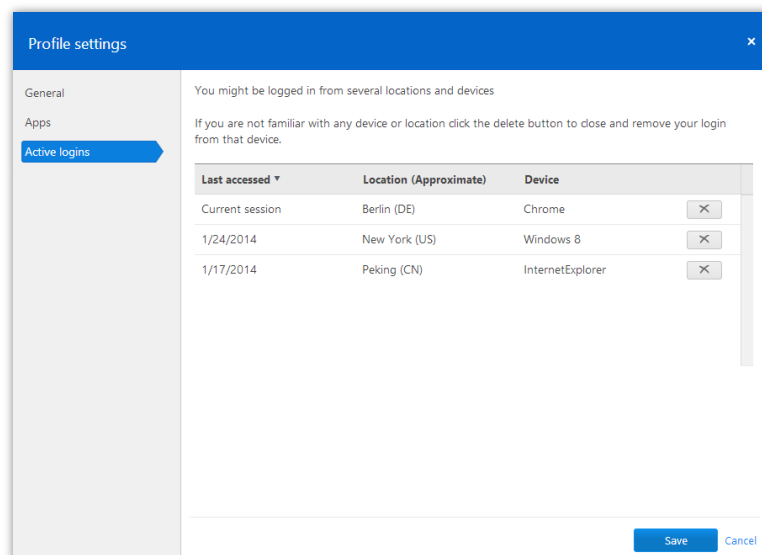 Profile settings
General
Apps
Active logins
You might be logged in from several locations and devices
If you are not familiar with any device or location click the delete button to close and remove your login
from that device.
Last accessed Location (Approximate) Device
Current session Berlin (DE) Chrome
1/24/2014 New York (US) Windows 8
1/17/2014 Peking (CN) InternetExplorer
Save Cancel